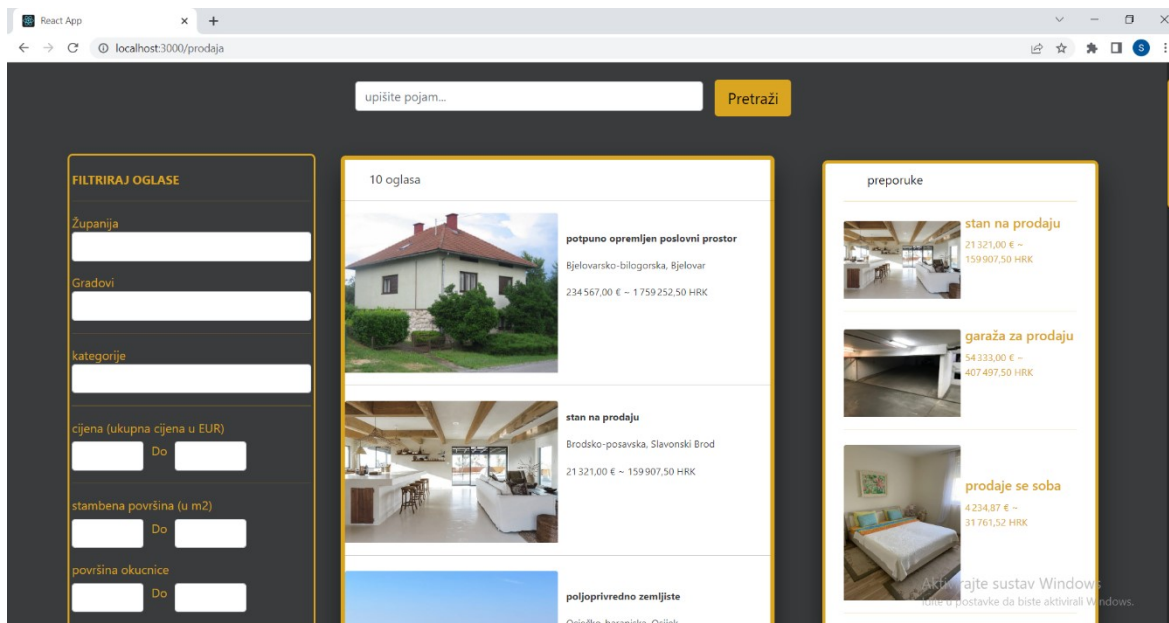 React App
localhost:3000/prodaja
S
upišite pojam...
Pretraži
FILTRIRAJ OGLASE
Županija
Gradovi
kategorije
cijena (ukupna cijena u EUR)
Do
stambena površina (u m2)
Do
površina okucnice
Do
10 oglasa
potpuno opremljen poslovni prostor
Bjelovarsko-bilogorska, Bjelovar
234 567,00 € ~ 1 759 252,50 HRK
stan na prodaju
Brodsko-posavska, Slavonski Brod
21 321,00 € ~ 159 907,50 HRK
poljoprivredno zemljiste
Osječko-baranjska, Osijek
preporuke
stan na prodaju
21 321,00 € ~
159 907,50 HRK
garaža za prodaju
54 333,00 € ~
407 497,50 HRK
prodaje se soba
4 234,87 € ~
31 761,52 HRK
Aktivirajte sustav Windows
Idite u postavke da biste aktivirali Windows.